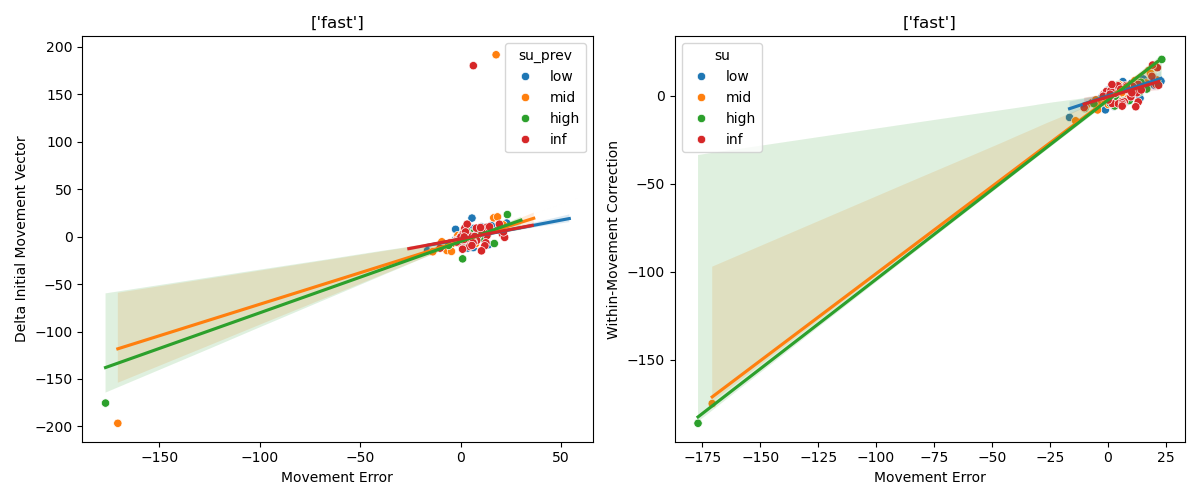 ['fast']
200
150
100
50
0
−50
−100
−150
−200
Delta Initial Movement Vector
su_prev
low
mid
high
inf
−150
−100
−50
0
50
Movement Error
['fast']
0
−50
−100
−150
Within-Movement Correction
su
low
mid
high
inf
−175
−150
−125
−100
−75
−50
−25
0
25
Movement Error